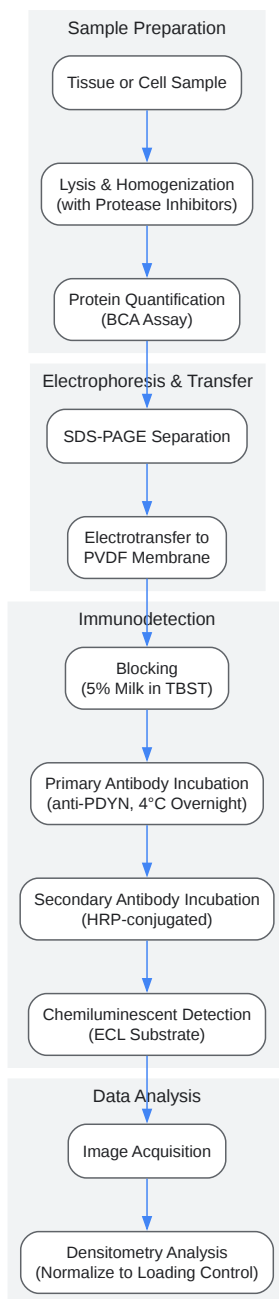 Sample Preparation
Tissue or Cell Sample
Lysis & Homogenization
(with Protease Inhibitors)
Protein Quantification
(BCA Assay)
Electrophoresis & Transfer
SDS-PAGE Separation
Electrotransfer to
PVDF Membrane
Immunodetection
Blocking
(5% Milk in TBST)
Primary Antibody Incubation
(anti-PDYN, 4°C Overnight)
Secondary Antibody Incubation
(HRP-conjugated)
Chemiluminescent Detection
(ECL Substrate)
Data Analysis
Image Acquisition
Densitometry Analysis
(Normalize to Loading Control)